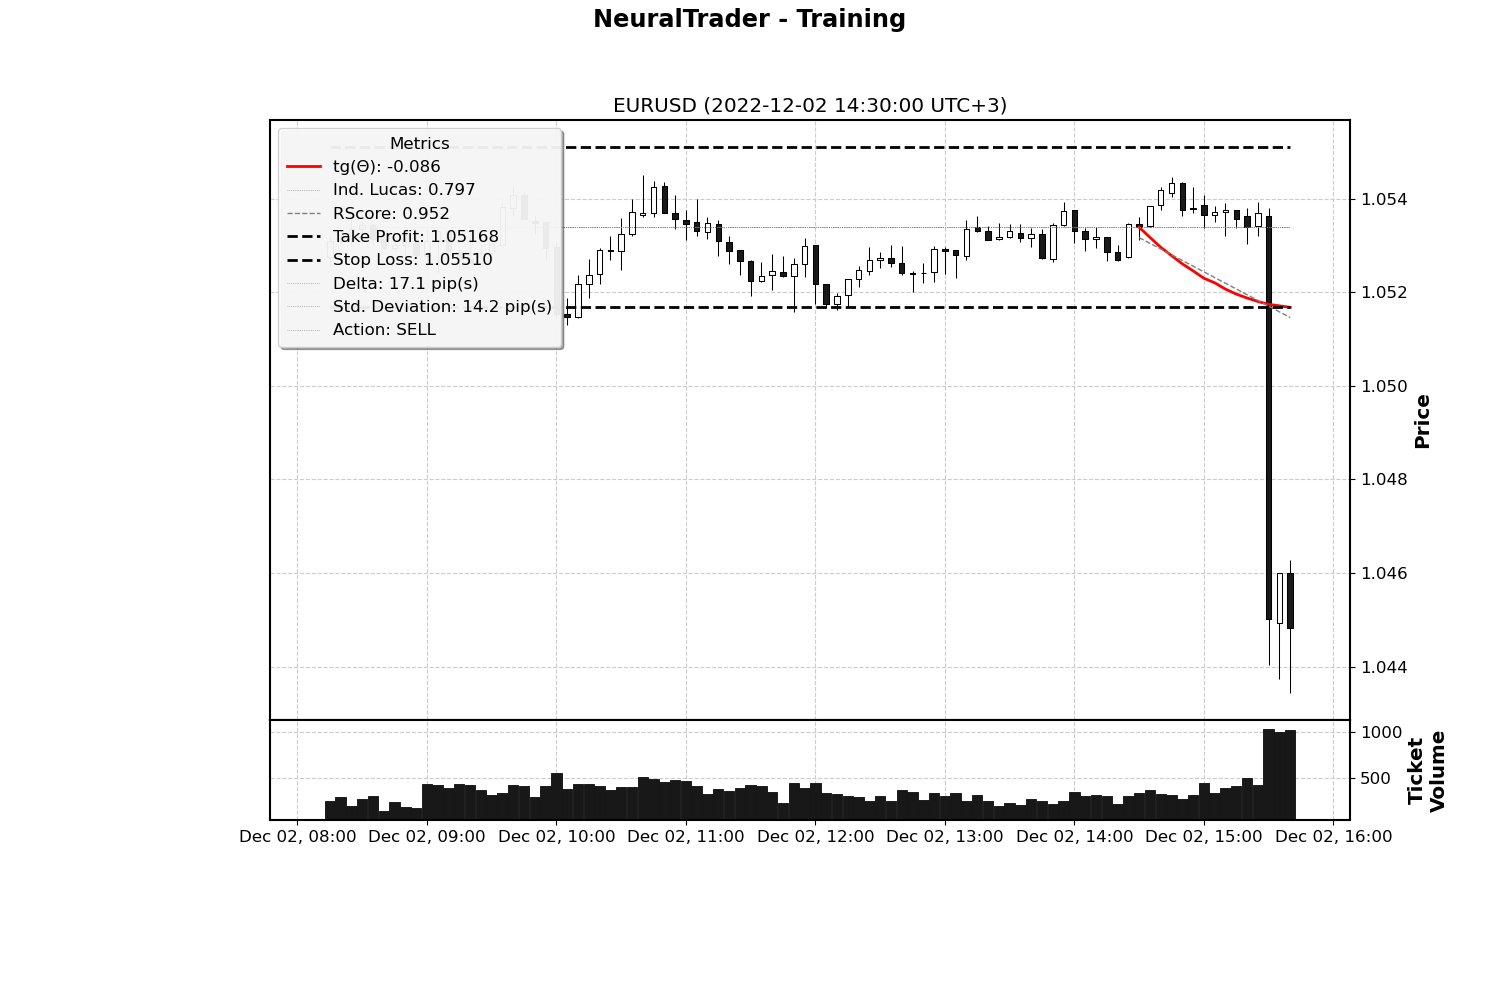 NeuralTrader - Training
EURUSD (2022-12-02 14:30:00 UTC+3)
Metrics
tg(Θ): -0.086
Ind. Lucas: 0.797
RScore: 0.952
Take Profit: 1.05168
Stop Loss: 1.05510
Delta: 17.1 pip(s)
Std. Deviation: 14.2 pip(s)
Action: SELL
1.054
1.052
1.050
1.048
1.046
1.044
Price
1000
500
Ticket
Volume
Dec 02, 08:00
Dec 02, 09:00
Dec 02, 10:00
Dec 02, 11:00
Dec 02, 12:00
Dec 02, 13:00
Dec 02, 14:00
Dec 02, 15:00
Dec 02, 16:00